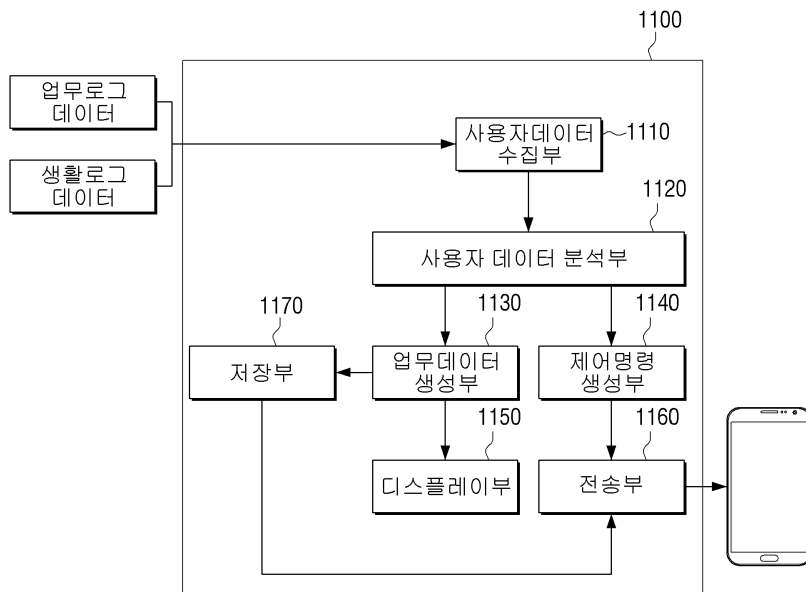 1100
업무로그
데이터
생활로그
데이터
사용자데이터
수집부
1110
1120
사용자 데이터 분석부
1170
1130
1140
저장부
업무데이터
생성부
제어명령
생성부
1150
1160
디스플레이부
전송부